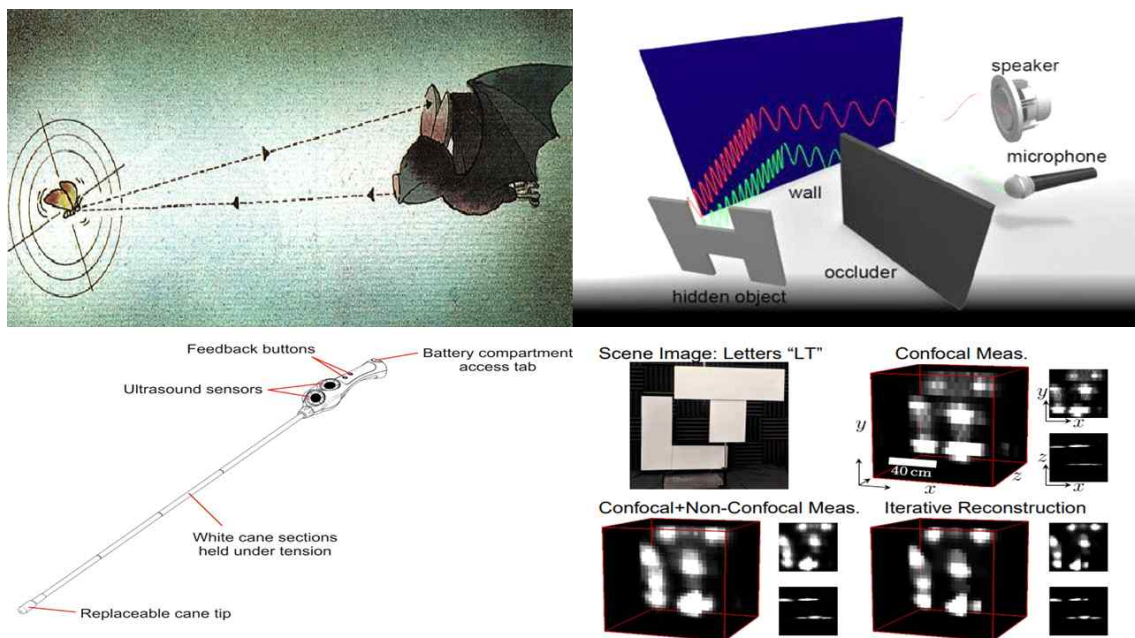 speaker
microphone
wall
occluder
hidden object
Feedback buttons
Battery compartment
access tab
Ultrasound sensors
White cane sections
held under tension
Replaceable cane tip
Scene Image: Letters “LT”
Confocal Meas.
y
x
y
z
x
40 cm
x
z
Confocal+Non-Confocal Meas.
Iterative Reconstruction